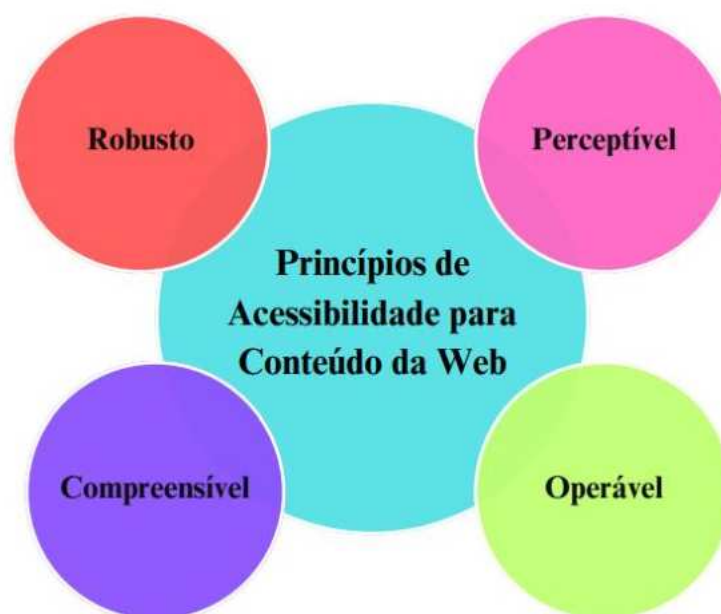 Robusto
Perceptível
Princípios de
Acessibilidade para
Conteúdo da Web
Compreensível
Operável